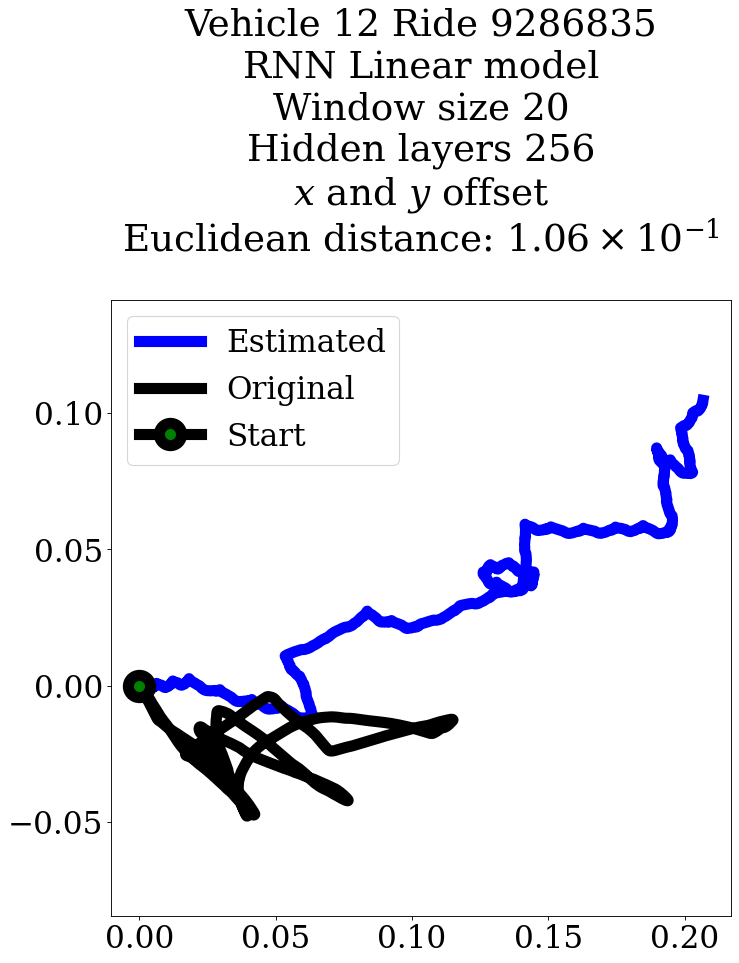 Vehicle 12 Ride 9286835
RNN Linear model
Window size 20
Hidden layers 256
x and y offset
Euclidean distance: 1.06 × 10⁻¹
Estimated
Original
Start
0.10
0.05
0.00
−0.05
0.00 0.05 0.10 0.15 0.20